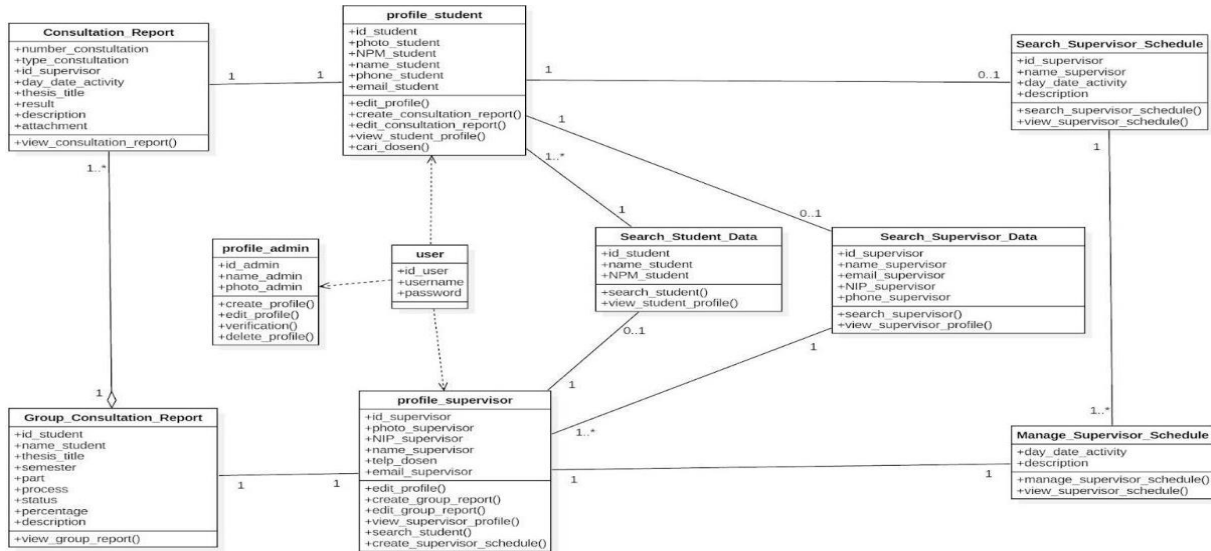 Consultation_Report
+number_constultation
+type_constultation
+id_supervisor
+day_date_activity
+thesis_title
+result
+description
+attachment
+view_consultation_report()
1
1
1..*
profile_student
+id_student
+photo_student
+NPM_student
+name_student
+phone_student
+email_student
+edit_profile()
+create_consultation_report()
+edit_consultation_report()
+view_student_profile()
+cari_dosen()
1
0..1
1
1..*
Search_Supervisor_Schedule
+id_supervisor
+name_supervisor
+day_date_activity
+description
+search_supervisor_schedule()
+view_supervisor_schedule()
1
profile_admin
+id_admin
+name_admin
+photo_admin
+create_profile()
+edit_profile()
+verification()
+delete_profile()
user
+id_user
+username
+password
1
Search_Student_Data
+id_student
+name_student
+NPM_student
+search_student()
+view_student_profile()
0..1
0..1
Search_Supervisor_Data
+id_supervisor
+name_supervisor
+email_supervisor
+NIP_supervisor
+phone_supervisor
+search_supervisor()
+view_supervisor_profile()
1
1
Group_Consultation_Report
+id_student
+name_student
+thesis_title
+semester
+part
+process
+status
+percentage
+description
+view_group_report()
1
1
profile_supervisor
+id_supervisor
+photo_supervisor
+NIP_supervisor
+name_supervisor
+telp_dosen
+email_supervisor
+edit_profile()
+create_group_report()
+edit_group_report()
+view_supervisor_profile()
+search_student()
+create_supervisor_schedule()
1
1..*
1
1
1..*
Manage_Supervisor_Schedule
+day_date_activity
+description
+manage_supervisor_schedule()
+view_supervisor_schedule()